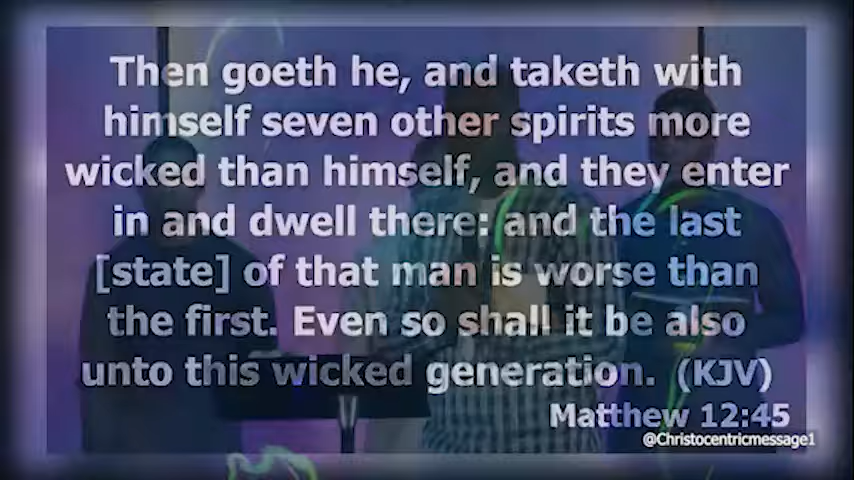 Then goeth he, and taketh with
himself seven other spirits more
wicked than himself, and they enter
in and dwell there: and the last
[state] of that man is worse than
the first. Even so shall it be also
unto this wicked generation. (KJV)
Matthew 12:45
@Christocentricmessage1